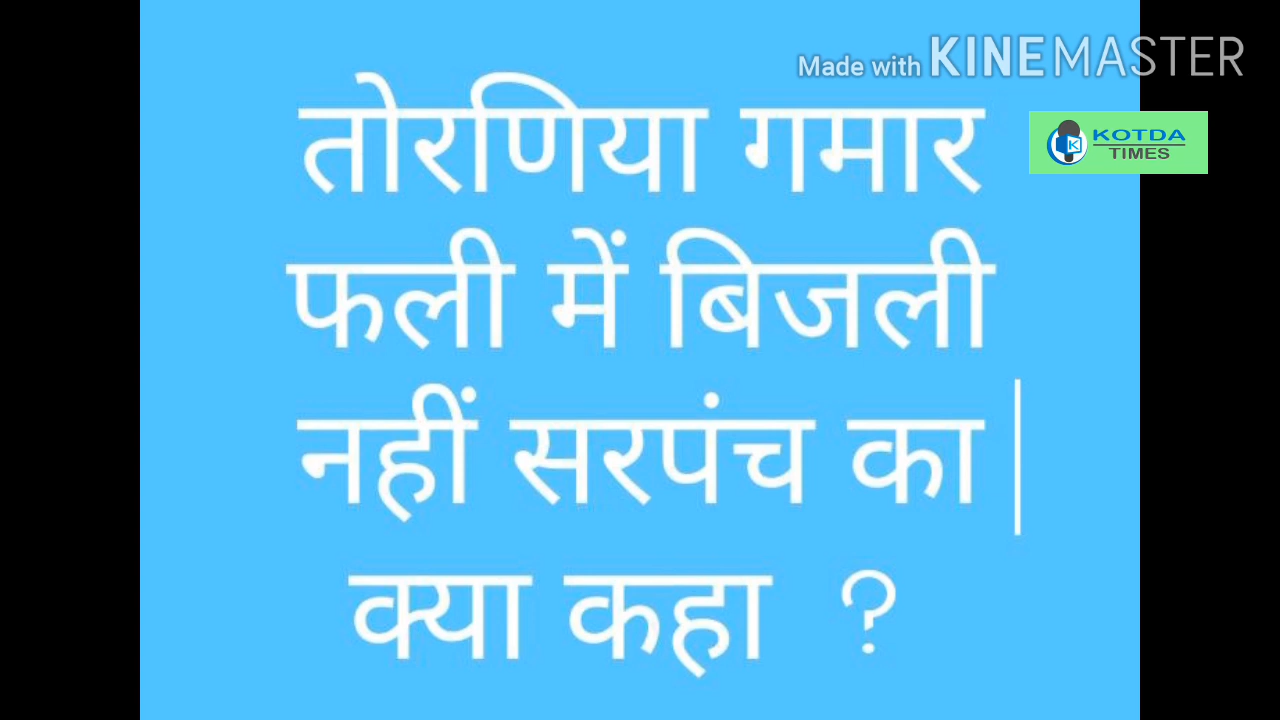 Made with KINEMASTER
KOTDA
TIMES
तोरणिया गमार
फली में बिजली
नहीं सरपंच का
क्या कहा ?